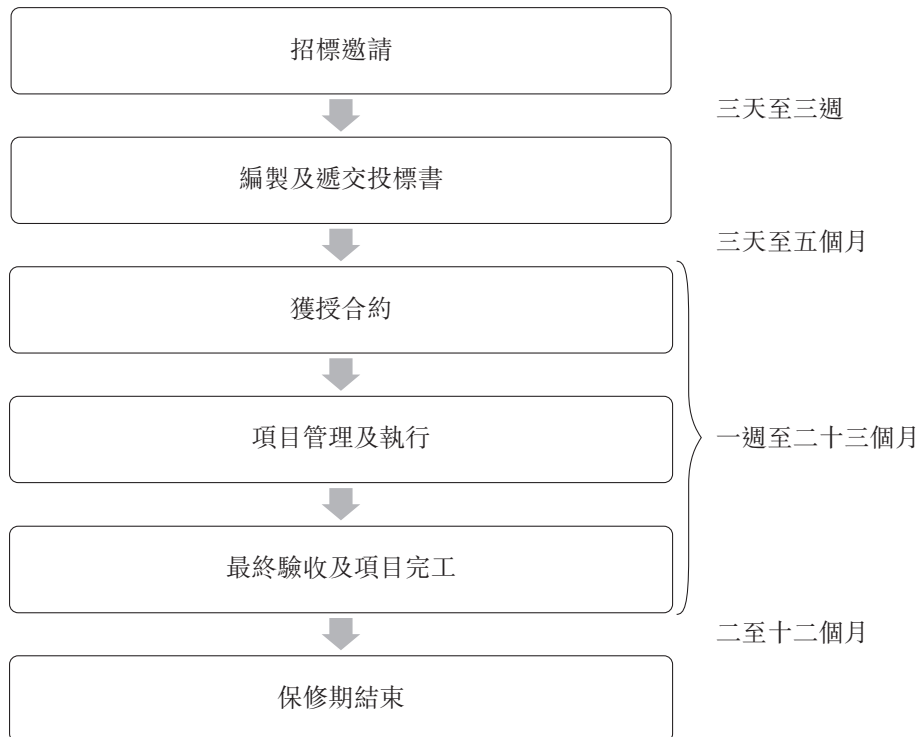 招標邀請
三天至三週
編製及遞交投標書
三天至五個月
獲授合約
項目管理及執行
一週至二十三個月
最終驗收及項目完工
二至十二個月
保修期結束